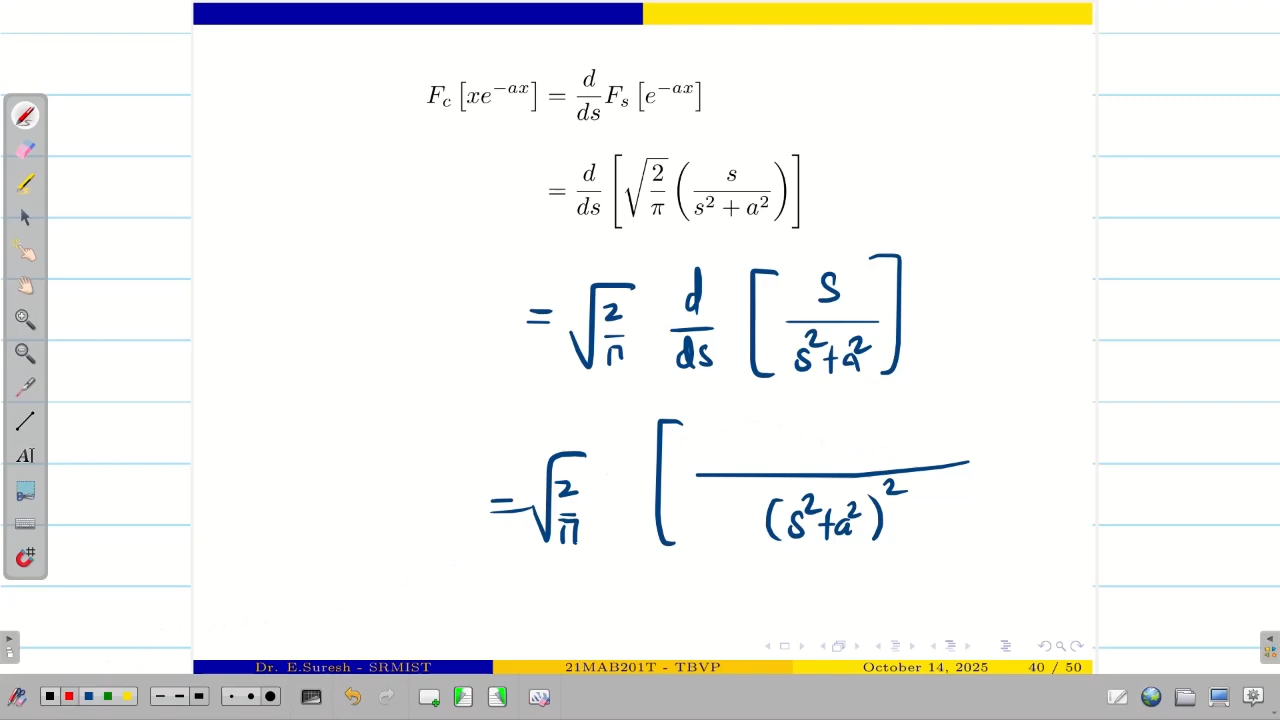 F_c [xe^{-ax}] = d/ds F_s [e^{-ax}]
= d/ds [√(2/π) (s/(s² + a²))]
= √(2/π) d/ds [s/(s²+a²)]
= √(2/π) [ /(s²+a²)²
Dr. E.Suresh - SRMIST 21MAB201T - TBVP October 14, 2025 40 / 50